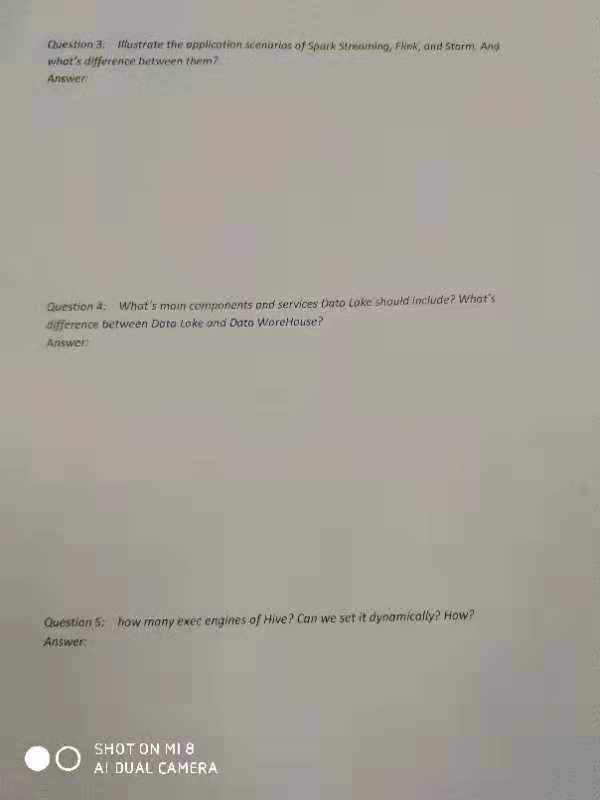 Question 3: Illustrate the application scenarios of Spark Streaming, Flink, and Storm. And
what's difference between them?
Answer:
Question 4: What's main components and services Data Lake should include? What's
difference between Data Lake and Data WareHouse?
Answer:
Question 5: how many exec engines of Hive? Can we set it dynamically? How?
Answer:
SHOT ON MI 8
AI DUAL CAMERA